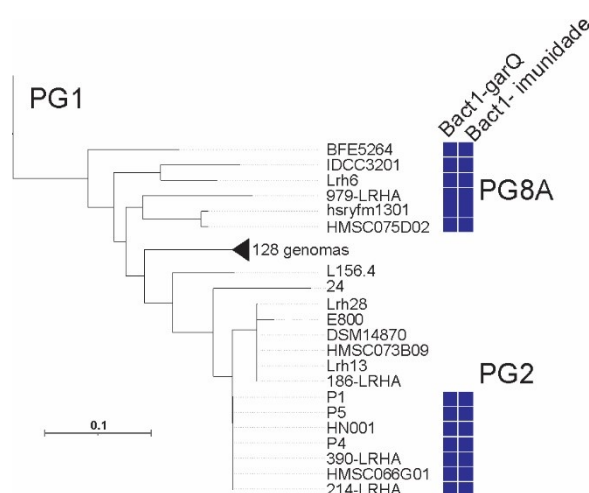 Bact1-garQ
Bact1- imunidade
PG1
BFE5264
IDCC3201
Lrh6
979-LRHA
PG8A
hsryfm1301
HMSC075D02
128 genomas
L156.4
24
Lrh28
E800
DSM14870
HMSC073B09
Lrh13
186-LRHA
PG2
P1
P5
HN001
P4
390-LRHA
HMSC066G01
214-LRHA
0.1